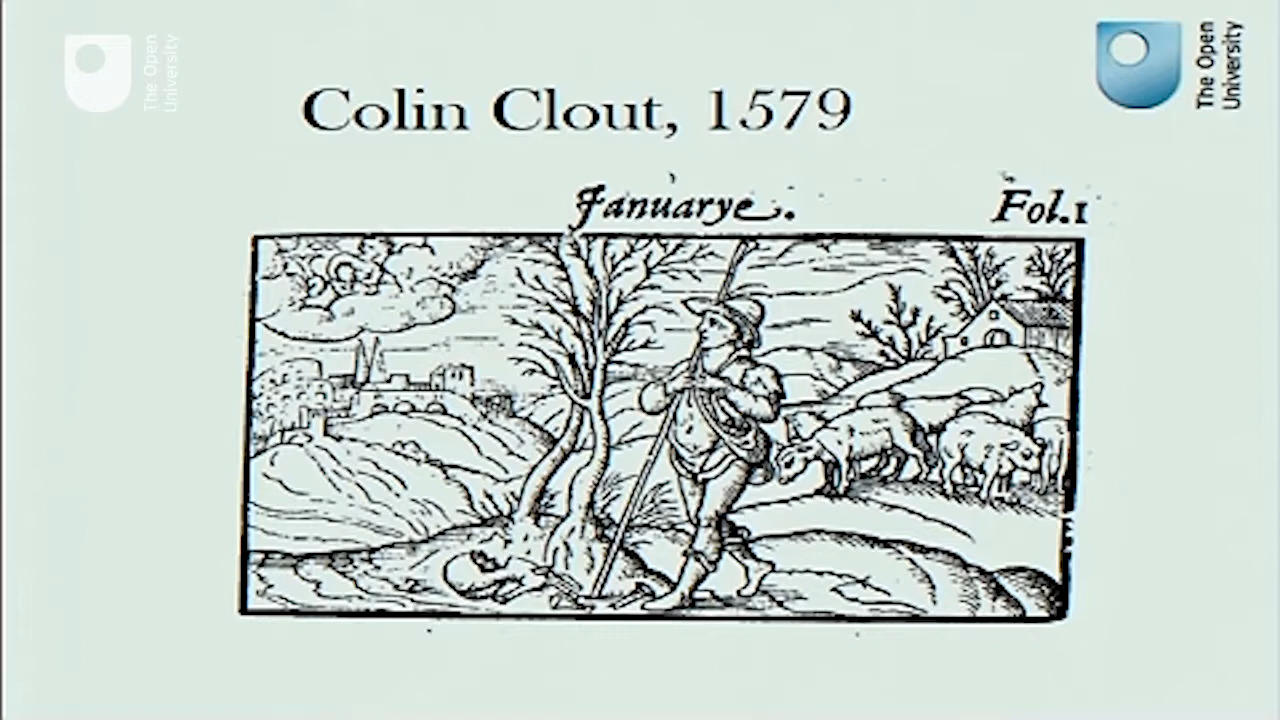 The Open
University
The Open
University
Colin Clout, 1579
Januarye.
Fol.1